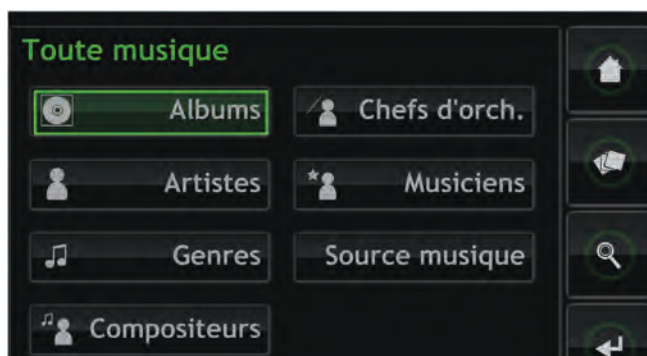 Toute musique
Albums
Chefs d'orch.
Artistes
Musiciens
Genres
Source musique
Compositeurs